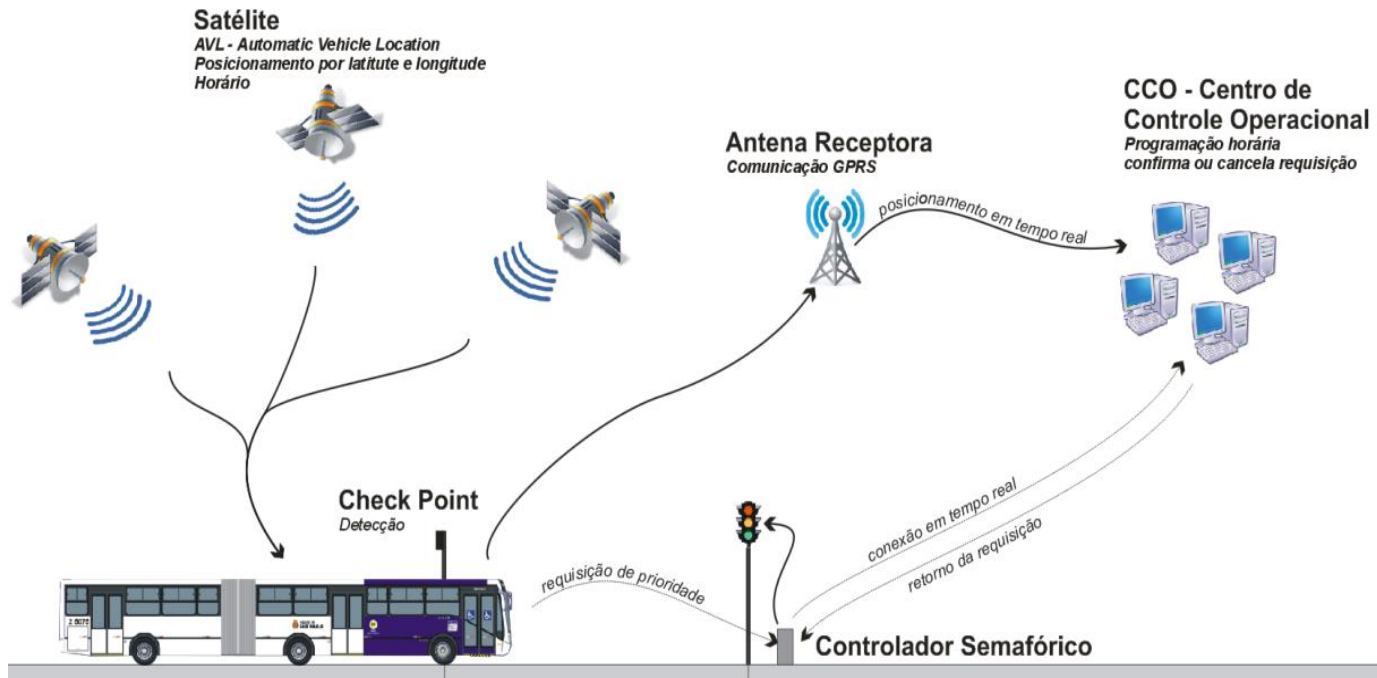 Satélite
AVL - Automatic Vehicle Location
Posicionamento por latitute e longitude
Horário
CCO - Centro de
Controle Operacional
Programação horária
confirma ou cancela requisição
Antena Receptora
Comunicação GPRS
posicionamento em tempo real
Check Point
Detecção
requisição de prioridade
conexão em tempo real
retorno da requisição
Controlador Semafórico